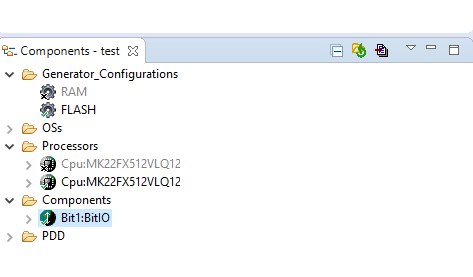 Components - test
Generator_Configurations
RAM
FLASH
OSs
Processors
Cpu:MK22FX512VLQ12
Cpu:MK22FX512VLQ12
Components
Bit1:BitIO
PDD